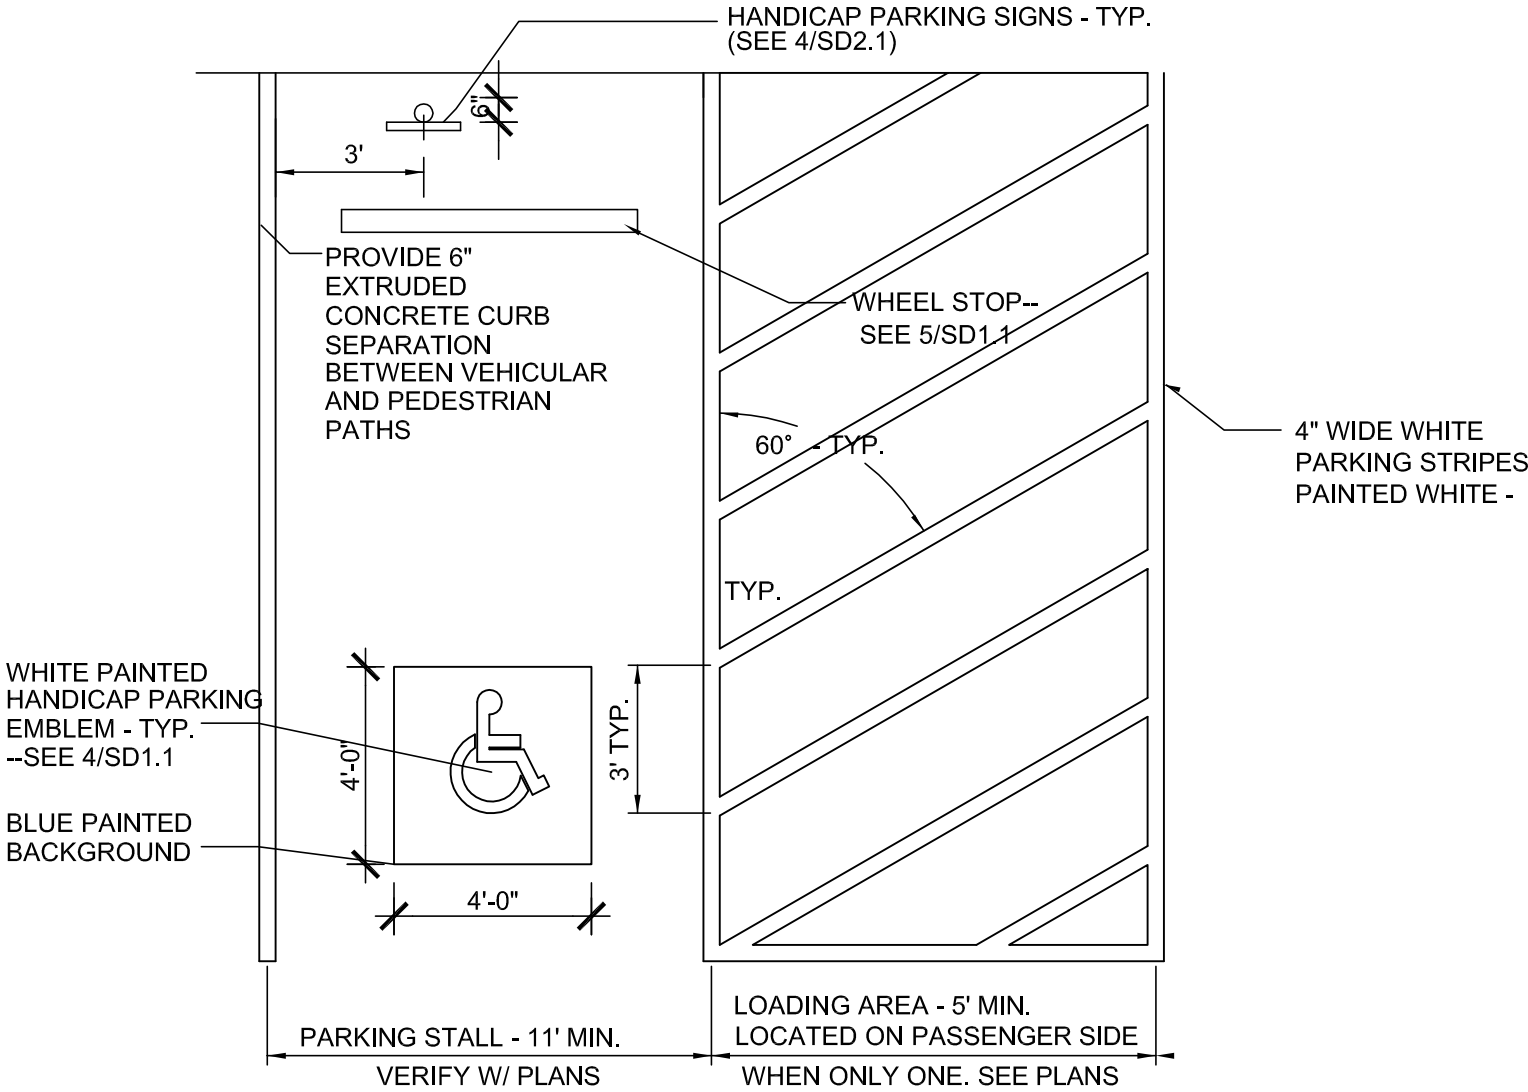 HANDICAP PARKING SIGNS - TYP.
(SEE 4/SD2.1)
6"
3'
PROVIDE 6"
EXTRUDED
CONCRETE CURB
SEPARATION
BETWEEN VEHICULAR
AND PEDESTRIAN
PATHS
WHEEL STOP--
SEE 5/SD1.1
60° - TYP.
4" WIDE WHITE
PARKING STRIPES
PAINTED WHITE -
TYP.
WHITE PAINTED
HANDICAP PARKING
EMBLEM - TYP.
--SEE 4/SD1.1
BLUE PAINTED
BACKGROUND
4'-0"
4'-0"
3' TYP.
PARKING STALL - 11' MIN.
VERIFY W/ PLANS
LOADING AREA - 5' MIN.
LOCATED ON PASSENGER SIDE
WHEN ONLY ONE. SEE PLANS